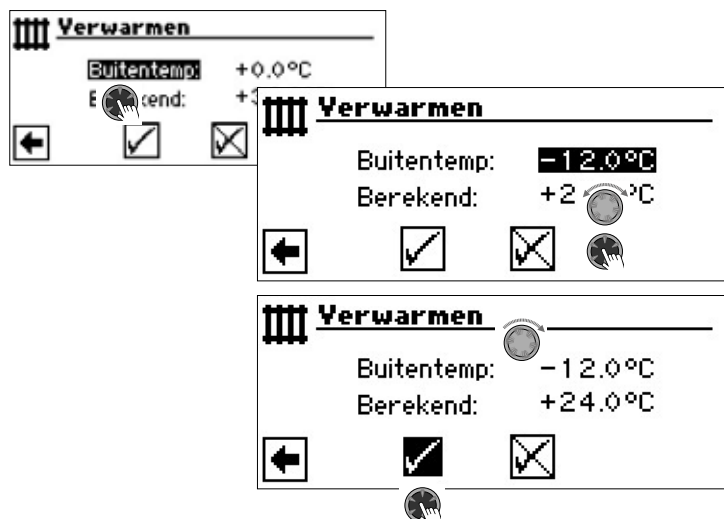 Verwarmen
Buitentemp: +0.0°C
Verwarmen
Buitentemp: -12.0°C
Berekend:
Verwarmen
Buitentemp: -12.0°C
Berekend: +24.0°C